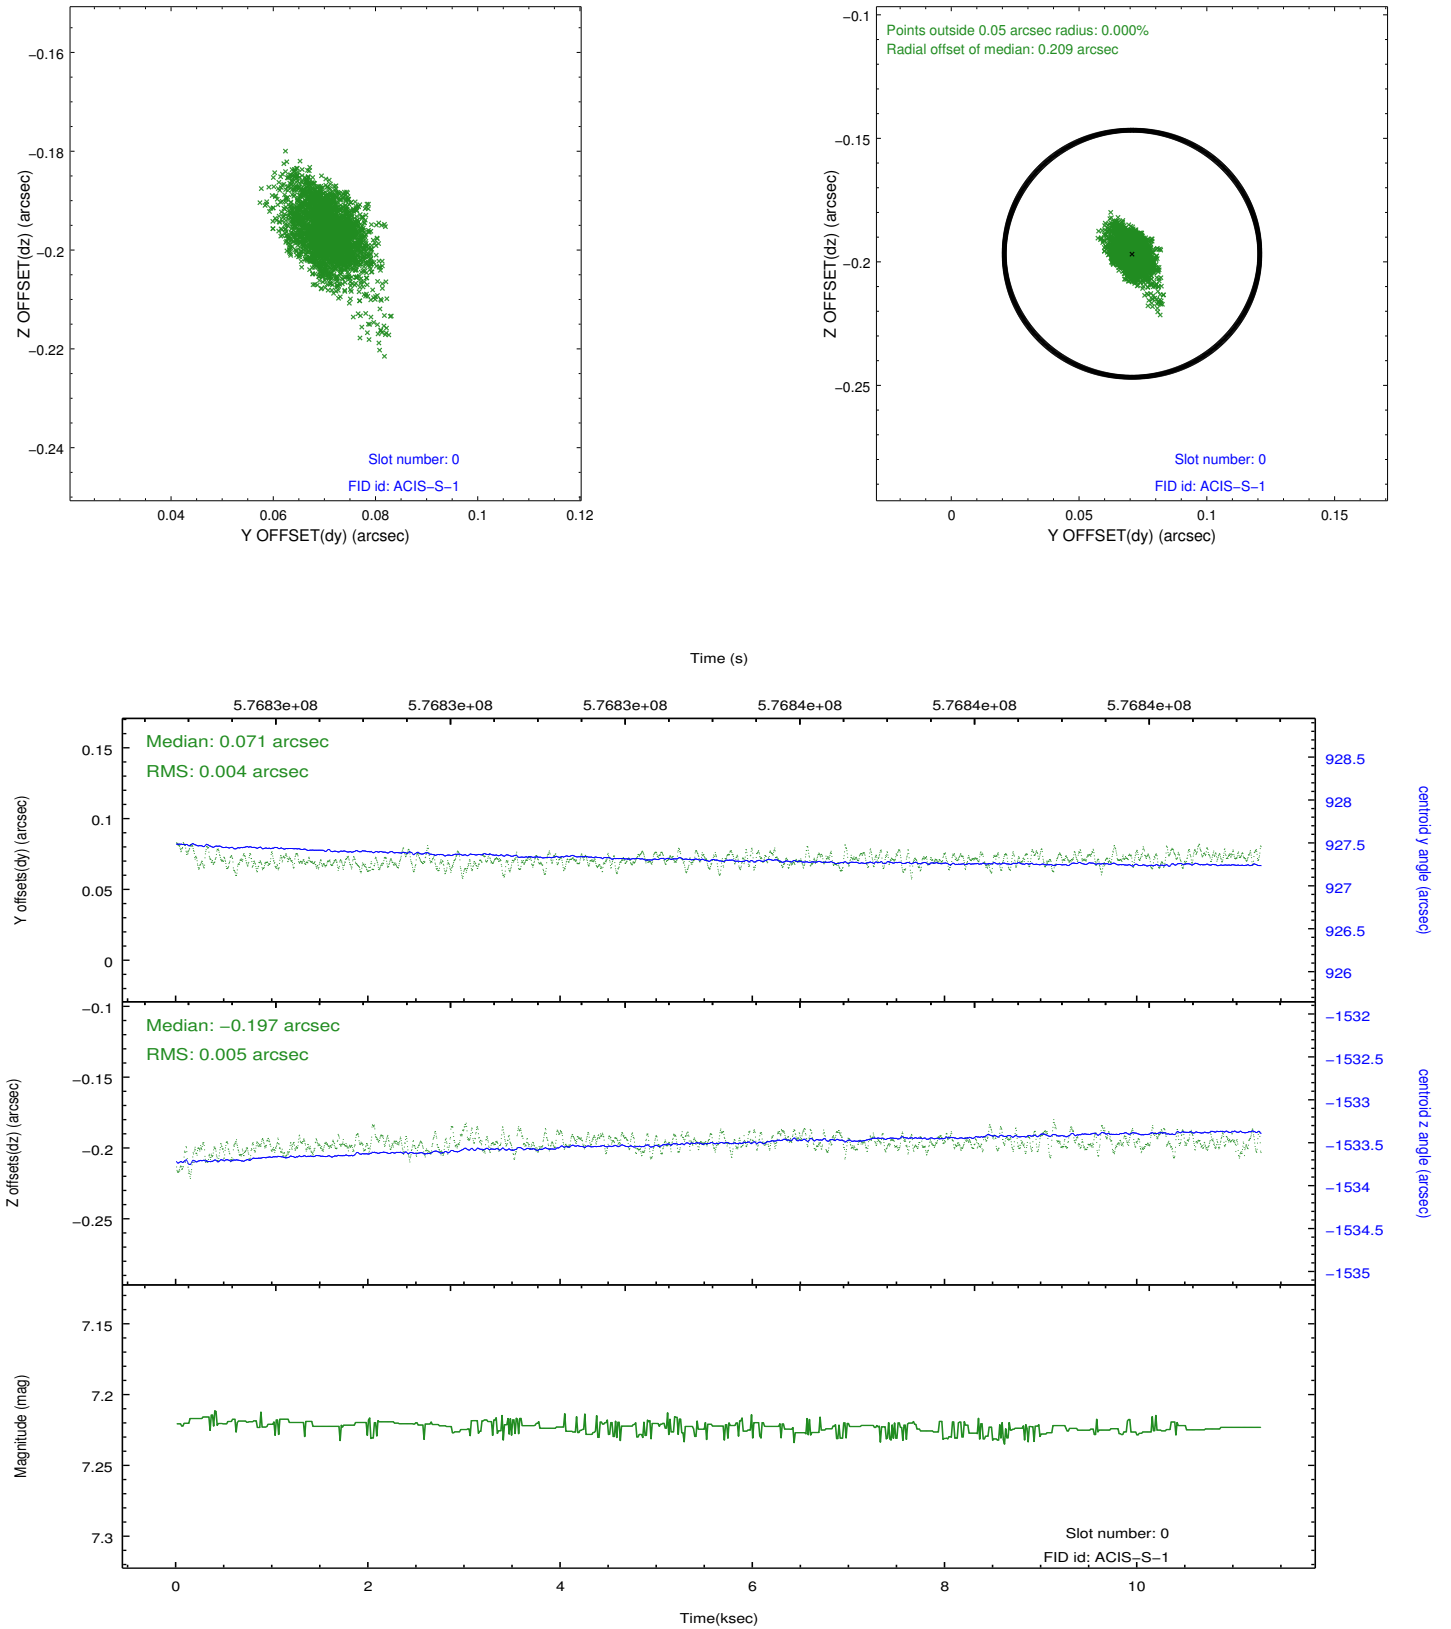 −0.16
−0.18
−0.2
−0.22
−0.24
Z OFFSET(dz) (arcsec)
Slot number: 0
FID id: ACIS−S−1
0.04 0.06 0.08 0.1 0.12
Y OFFSET(dy) (arcsec)
Points outside 0.05 arcsec radius: 0.000%
Radial offset of median: 0.209 arcsec
−0.1
−0.15
−0.2
−0.25
Z OFFSET(dz) (arcsec)
Slot number: 0
FID id: ACIS−S−1
0 0.05 0.1 0.15
Y OFFSET(dy) (arcsec)
Time (s)
5.7683e+08 5.7683e+08 5.7683e+08 5.7684e+08 5.7684e+08 5.7684e+08
Median: 0.071 arcsec
RMS: 0.004 arcsec
0.15
0.1
0.05
0
Y offsets(dy) (arcsec)
928.5
928
927.5
927
926.5
926
centroid y angle (arcsec)
Median: −0.197 arcsec
RMS: 0.005 arcsec
−0.1
−0.15
−0.2
−0.25
Z offsets(dz) (arcsec)
−1532
−1532.5
−1533
−1533.5
−1534
−1534.5
−1535
centroid z angle (arcsec)
7.15
7.2
7.25
7.3
Magnitude (mag)
Slot number: 0
FID id: ACIS−S−1
0 2 4 6 8 10
Time(ksec)